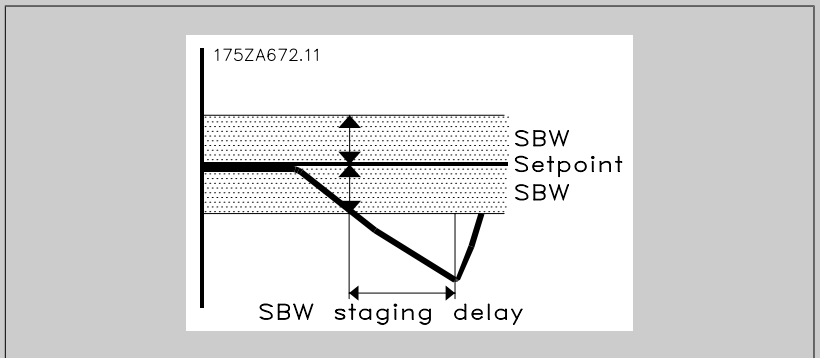 175ZA672.11
SBW
Setpoint
SBW
SBW staging delay